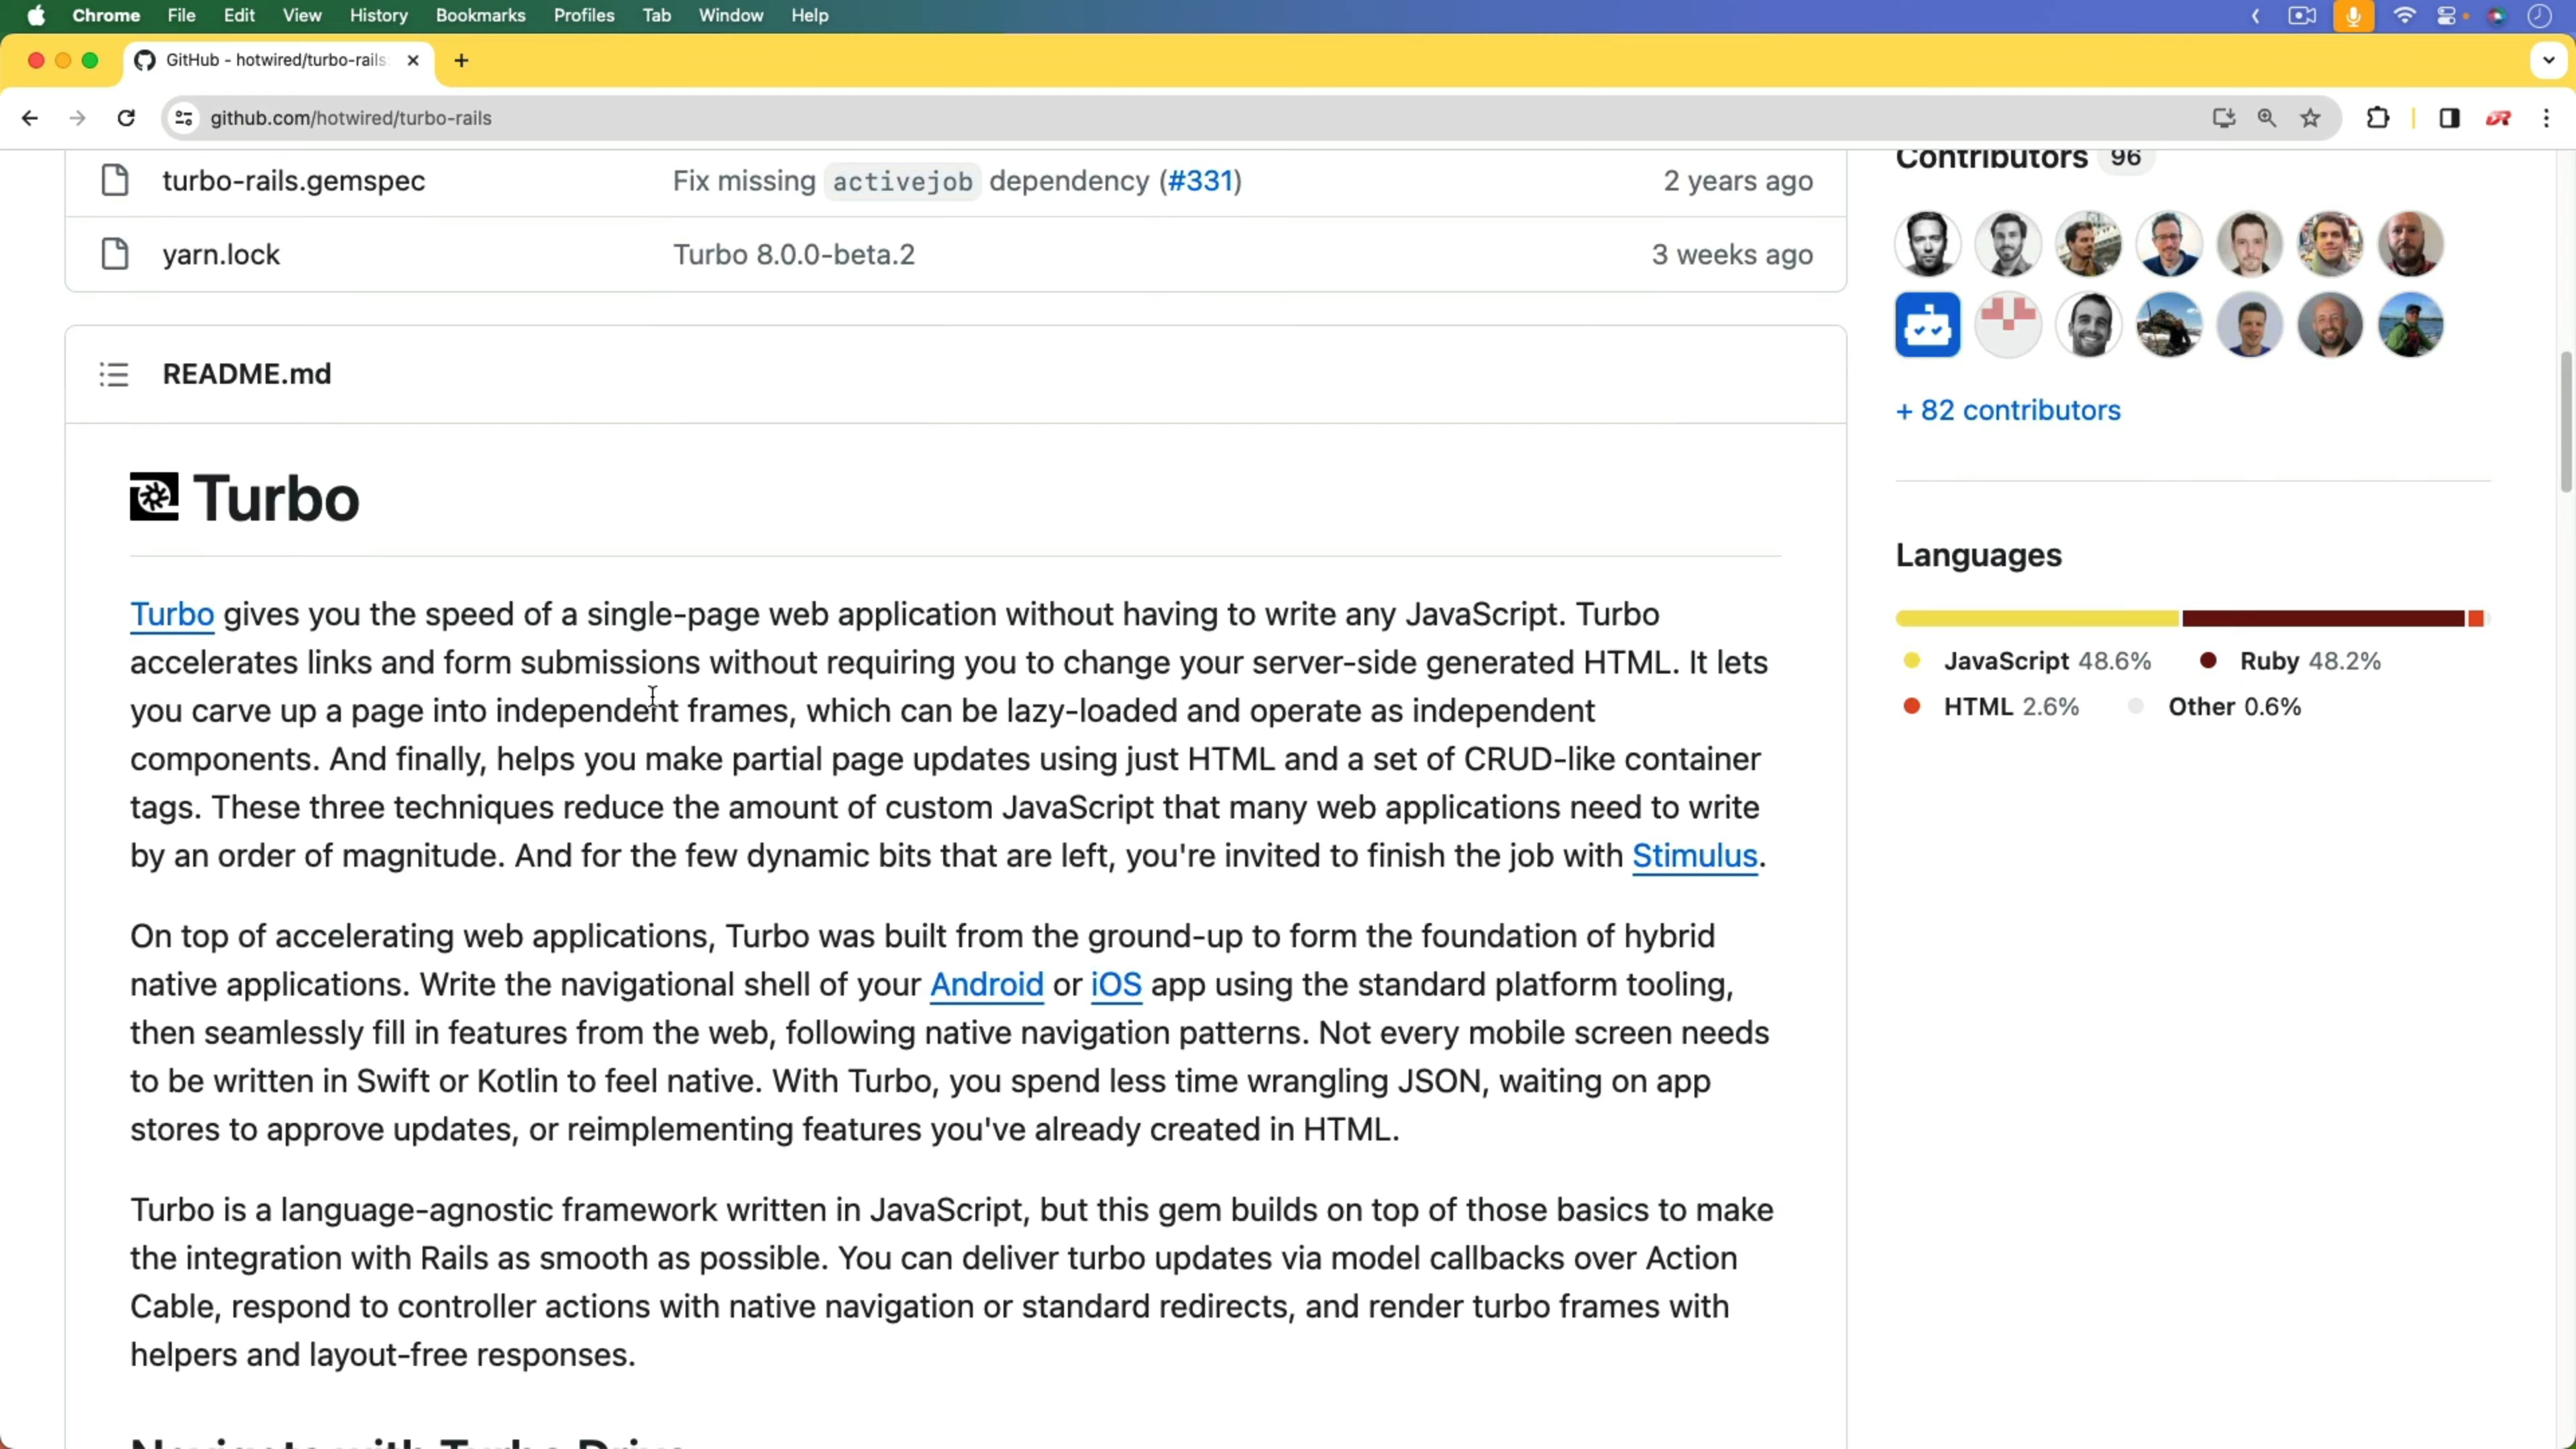 Chrome File Edit View History Bookmarks Profiles Tab Window Help
GitHub - hotwired/turbo-rails
github.com/hotwired/turbo-rails
turbo-rails.gemspec Fix missing activejob dependency (#331) 2 years ago
yarn.lock Turbo 8.0.0-beta.2 3 weeks ago
README.md
Turbo
Turbo gives you the speed of a single-page web application without having to write any JavaScript. Turbo
accelerates links and form submissions without requiring you to change your server-side generated HTML. It lets
you carve up a page into independent frames, which can be lazy-loaded and operate as independent
components. And finally, helps you make partial page updates using just HTML and a set of CRUD-like container
tags. These three techniques reduce the amount of custom JavaScript that many web applications need to write
by an order of magnitude. And for the few dynamic bits that are left, you're invited to finish the job with Stimulus.
On top of accelerating web applications, Turbo was built from the ground-up to form the foundation of hybrid
native applications. Write the navigational shell of your Android or iOS app using the standard platform tooling,
then seamlessly fill in features from the web, following native navigation patterns. Not every mobile screen needs
to be written in Swift or Kotlin to feel native. With Turbo, you spend less time wrangling JSON, waiting on app
stores to approve updates, or reimplementing features you've already created in HTML.
Turbo is a language-agnostic framework written in JavaScript, but this gem builds on top of those basics to make
the integration with Rails as smooth as possible. You can deliver turbo updates via model callbacks over Action
Cable, respond to controller actions with native navigation or standard redirects, and render turbo frames with
helpers and layout-free responses.
Navigate with Turbo Drive
Contributors 96
+ 82 contributors
Languages
JavaScript 48.6% Ruby 48.2%
HTML 2.6% Other 0.6%